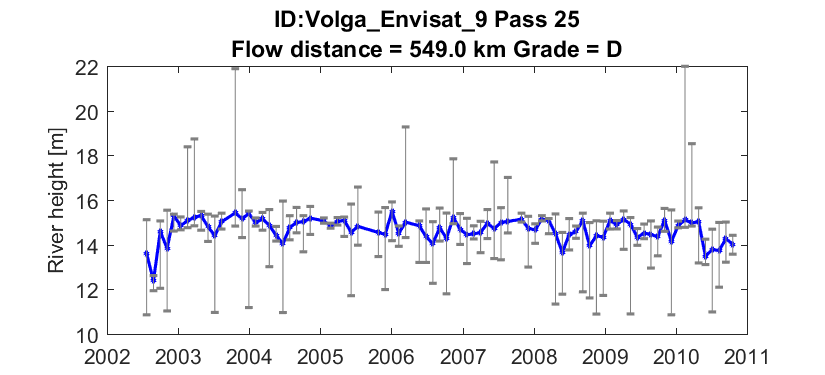 ID:Volga_Envisat_9 Pass 25
Flow distance = 549.0 km Grade = D
River height [m]
22
20
18
16
14
12
10
2002 2003 2004 2005 2006 2007 2008 2009 2010 2011